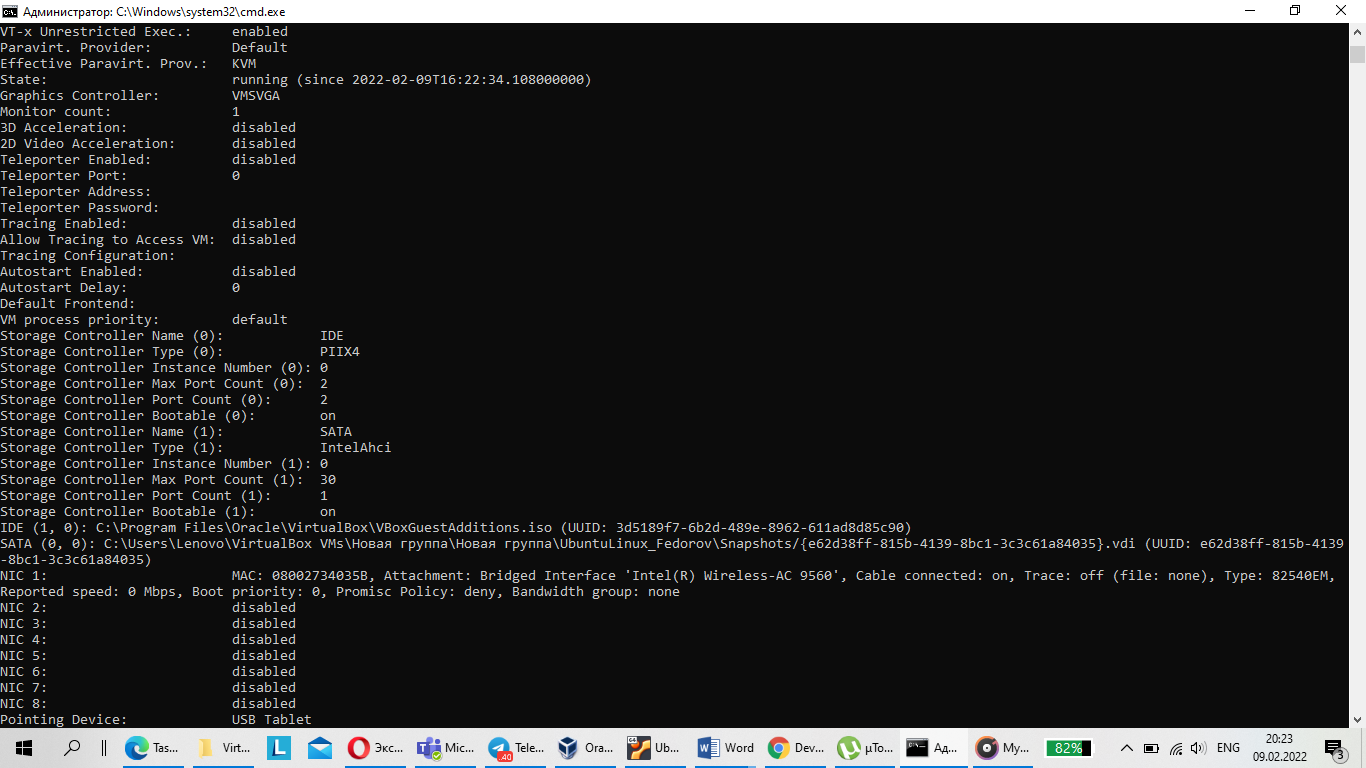 Администратор: C:\Windows\system32\cmd.exe
VT-x Unrestricted Exec.: enabled
Paravirt. Provider: Default
Effective Paravirt. Prov.: KVM
State: running (since 2022-02-09T16:22:34.108000000)
Graphics Controller: VMSVGA
Monitor count: 1
3D Acceleration: disabled
2D Video Acceleration: disabled
Teleporter Enabled: disabled
Teleporter Port: 0
Teleporter Address:
Teleporter Password:
Tracing Enabled: disabled
Allow Tracing to Access VM: disabled
Tracing Configuration:
Autostart Enabled: disabled
Autostart Delay: 0
Default Frontend:
VM process priority: default
Storage Controller Name (0): IDE
Storage Controller Type (0): PIIX4
Storage Controller Instance Number (0): 0
Storage Controller Max Port Count (0): 2
Storage Controller Port Count (0): 2
Storage Controller Bootable (0): on
Storage Controller Name (1): SATA
Storage Controller Type (1): IntelAhci
Storage Controller Instance Number (1): 0
Storage Controller Max Port Count (1): 30
Storage Controller Port Count (1): 1
Storage Controller Bootable (1): on
IDE (1, 0): C:\Program Files\Oracle\VirtualBox\VBoxGuestAdditions.iso (UUID: 3d5189f7-6b2d-489e-8962-611ad8d85c90)
SATA (0, 0): C:\Users\Lenovo\VirtualBox VMs\Новая группа\Новая группа\UbuntuLinux_Fedorov\Snapshots/{e62d38ff-815b-4139-8bc1-3c3c61a84035}.vdi (UUID: e62d38ff-815b-4139
-8bc1-3c3c61a84035)
NIC 1: MAC: 08002734035B, Attachment: Bridged Interface 'Intel(R) Wireless-AC 9560', Cable connected: on, Trace: off (file: none), Type: 82540EM,
Reported speed: 0 Mbps, Boot priority: 0, Promisc Policy: deny, Bandwidth group: none
NIC 2: disabled
NIC 3: disabled
NIC 4: disabled
NIC 5: disabled
NIC 6: disabled
NIC 7: disabled
NIC 8: disabled
Pointing Device: USB Tablet
Tas... Virt... L Экс... Mic... .40 Tele... Ora... 64 Ub... Word Dev... µTo... Ад... My... 82% ENG 20:23
09.02.2022 3